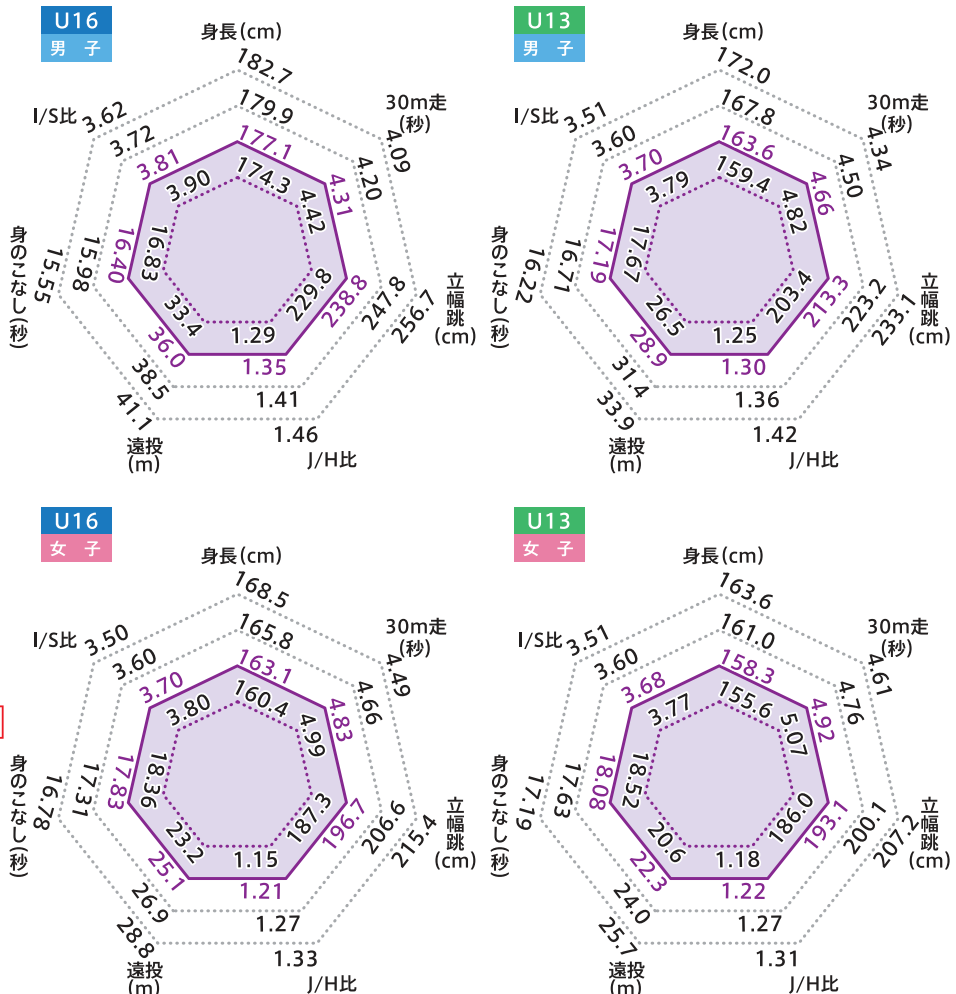 U16
男 子
身長(cm)
182.7
179.9
177.1
174.3
30m走
(秒)
4.09
4.20
4.31
4.42
立幅跳
(cm)
256.7
247.8
238.8
229.8
J/H比
1.46
1.41
1.35
1.29
遠投
(m)
41.1
38.5
36.0
33.4
身のこなし(秒)
15.55
15.98
16.40
16.83
I/S比
3.62
3.72
3.81
3.90
U13
男 子
身長(cm)
172.0
167.8
163.6
159.4
30m走
(秒)
4.34
4.50
4.66
4.82
立幅跳
(cm)
233.1
223.2
213.3
203.4
J/H比
1.42
1.36
1.30
1.25
遠投
(m)
33.9
31.4
28.9
26.5
身のこなし(秒)
16.22
16.71
17.19
17.67
I/S比
3.51
3.60
3.70
3.79
U16
女 子
身長(cm)
168.5
165.8
163.1
160.4
30m走
(秒)
4.49
4.66
4.83
4.99
立幅跳
(cm)
215.4
206.6
196.7
187.3
J/H比
1.33
1.27
1.21
1.15
遠投
(m)
28.8
26.9
25.1
23.2
身のこなし(秒)
16.78
17.31
17.83
18.36
I/S比
3.50
3.60
3.70
3.80
U13
女 子
身長(cm)
163.6
161.0
158.3
155.6
30m走
(秒)
4.61
4.76
4.92
5.07
立幅跳
(cm)
207.2
200.1
193.1
186.0
J/H比
1.31
1.27
1.22
1.18
遠投
(m)
25.7
24.0
22.3
20.6
身のこなし(秒)
17.19
17.63
18.08
18.52
I/S比
3.51
3.60
3.68
3.77